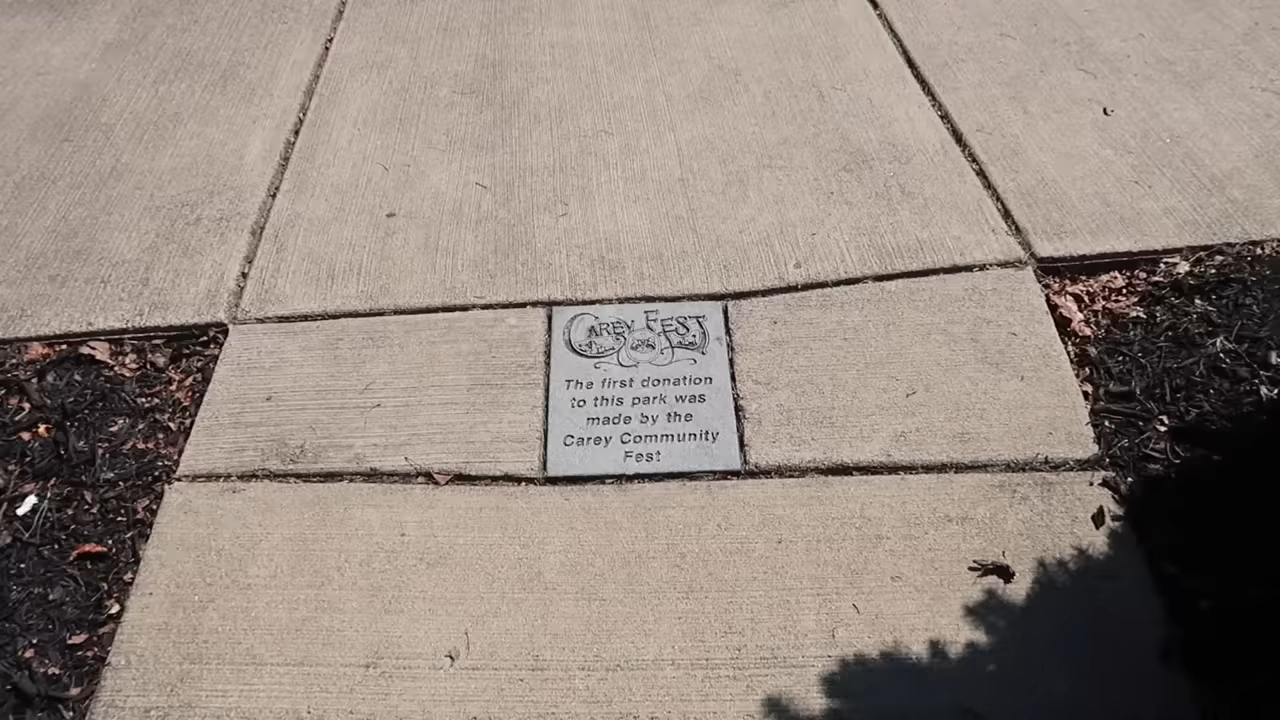 CAREY FEST
The first donation
to this park was
made by the
Carey Community
Fest